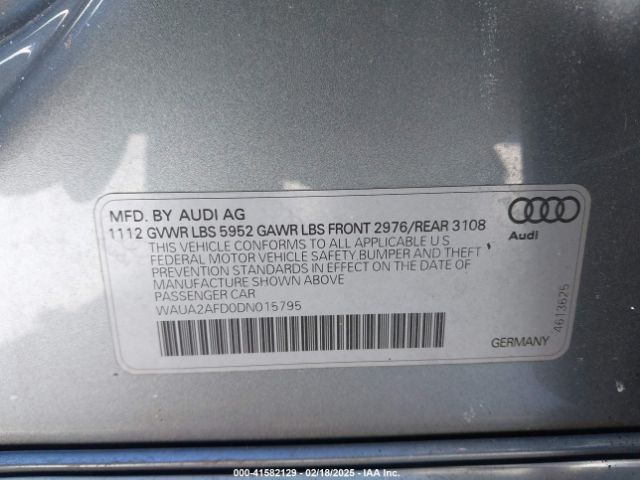 MFD. BY AUDI AG
1112 GVWR LBS 5952 GAWR LBS FRONT 2976/REAR 3108
THIS VEHICLE CONFORMS TO ALL APPLICABLE U S
FEDERAL MOTOR VEHICLE SAFETY, BUMPER AND THEFT
PREVENTION STANDARDS IN EFFECT ON THE DATE OF
MANUFACTURE SHOWN ABOVE
PASSENGER CAR
WAUA2AFD0DN015795
Audi
4613625
GERMANY
000-41582129 - 02/18/2025 - IAA Inc.